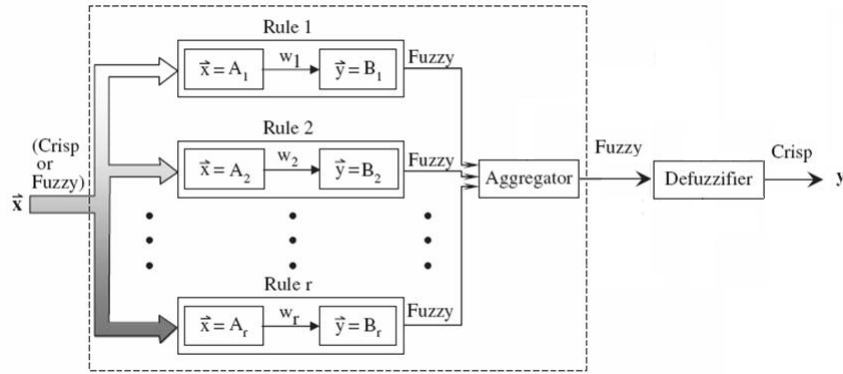 Rule 1
x⃗ = A₁ w₁ y⃗ = B₁ Fuzzy
Rule 2
(Crisp
or
Fuzzy)
x⃗
x⃗ = A₂ w₂ y⃗ = B₂ Fuzzy
Aggregator
Fuzzy
Defuzzifier
Crisp
y
Rule r
x⃗ = Aᵣ wᵣ y⃗ = Bᵣ Fuzzy